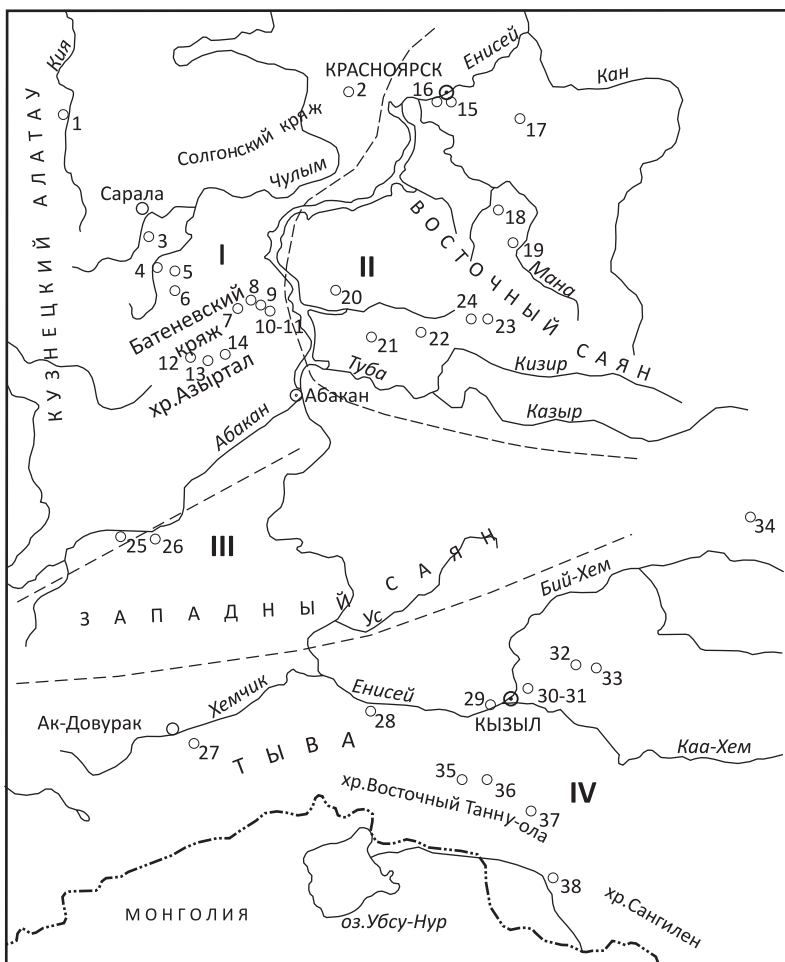 Кия
КРАСНОЯРСК
Енисей
Кан
2
16
15
1
17
Солгонский кряж
Чулым
КУЗНЕЦКИЙ АЛАТАУ
Сарала
18
ВОСТОЧНЫЙ САЯН
3
I
19
Мана
4
5
II
6
Батеневский кряж
8
9
7
10-11
20
24
23
12
13
14
21
22
хр.Азыртал
Туба
Кизир
Абакан
Казыр
Абакан
25
26
III
34
ЗАПАДНЫЙ САЯН
Ус
Бий-Хем
32
33
Хемчик
Енисей
29
30-31
Ак-Довурак
28
КЫЗЫЛ
27
ТЫВА
Каа-Хем
35
36
IV
хр.Восточный Танну-ола
37
38
хр.Сангилен
МОНГОЛИЯ
оз.Убсу-Нур